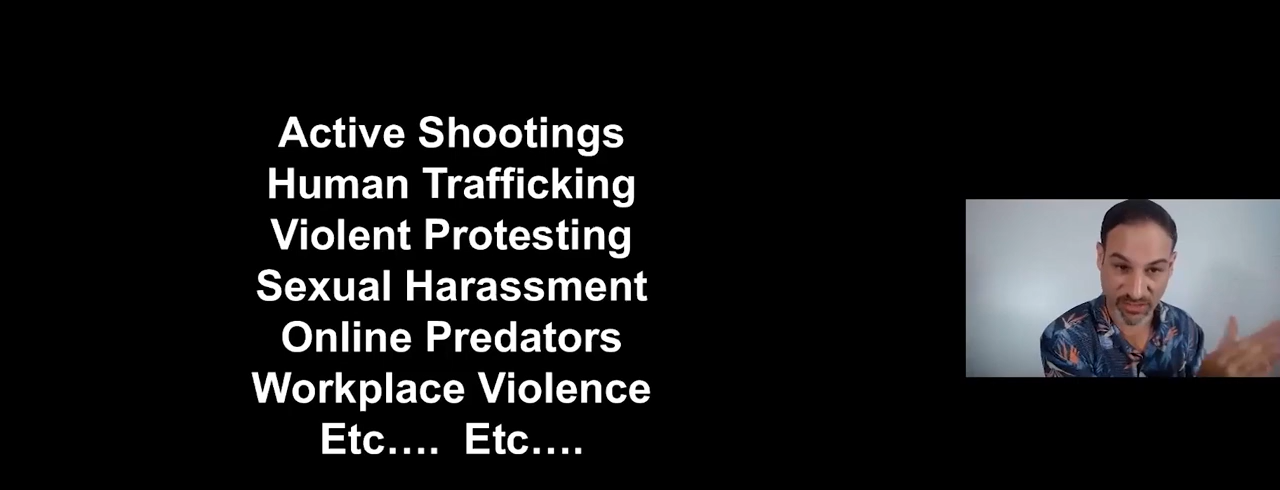 Active Shootings
Human Trafficking
Violent Protesting
Sexual Harassment
Online Predators
Workplace Violence
Etc…. Etc….